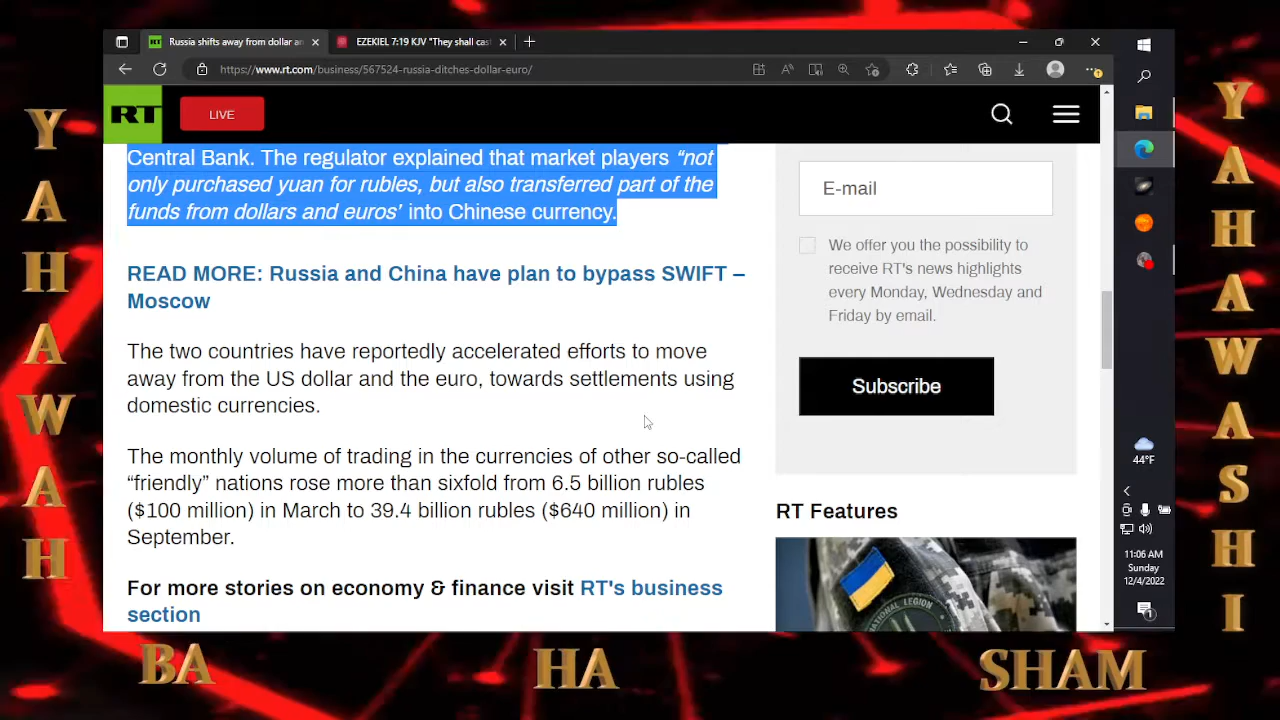 Russia shifts away from dollar an
EZEKIEL 7:19 KJV "They shall cas
https://www.rt.com/business/567524-russia-ditches-dollar-euro/
RT
LIVE
Central Bank. The regulator explained that market players “not
only purchased yuan for rubles, but also transferred part of the
funds from dollars and euros’ into Chinese currency.
READ MORE: Russia and China have plan to bypass SWIFT –
Moscow
The two countries have reportedly accelerated efforts to move
away from the US dollar and the euro, towards settlements using
domestic currencies.
The monthly volume of trading in the currencies of other so-called
“friendly” nations rose more than sixfold from 6.5 billion rubles
($100 million) in March to 39.4 billion rubles ($640 million) in
September.
For more stories on economy & finance visit RT's business
section
E-mail
We offer you the possibility to
receive RT's news highlights
every Monday, Wednesday and
Friday by email.
Subscribe
RT Features
NATIONAL LEGION
44°F
11:06 AM
Sunday
12/4/2022
1
YAHAWAH
BA
HA
SHAM
YAHAWASHI